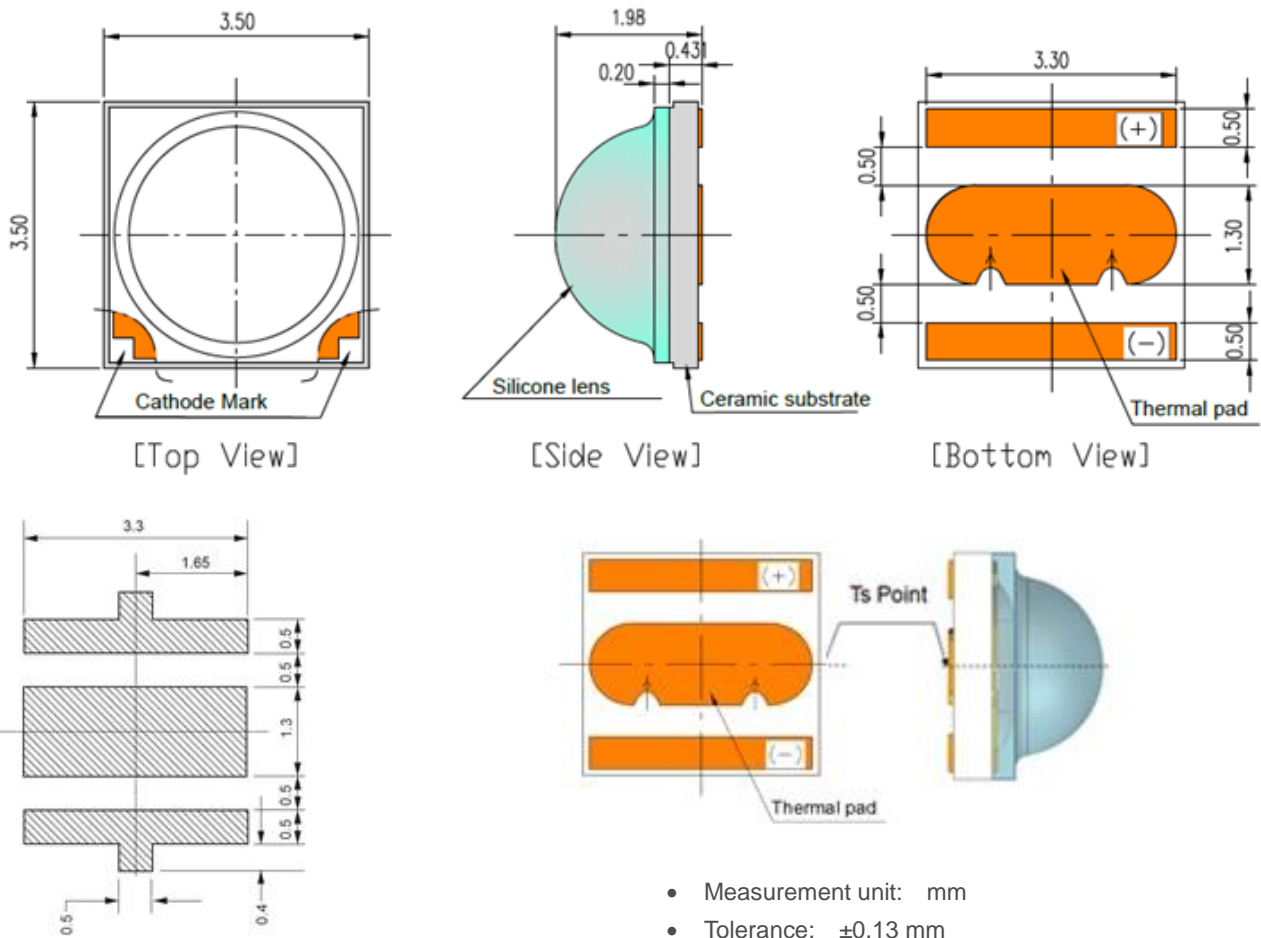 3.50
3.50
Cathode Mark
[Top View]
1.98
0.431
0.20
Silicone lens
Ceramic substrate
[Side View]
3.30
(+)
0.50
0.50
1.30
0.50
(-)
0.50
Thermal pad
[Bottom View]
3.3
1.65
0.5
0.5
1.3
0.5
0.5
0.5
0.4
(+)
Ts Point
(-)
Thermal pad
• Measurement unit: mm
• Tolerance: ±0.13 mm